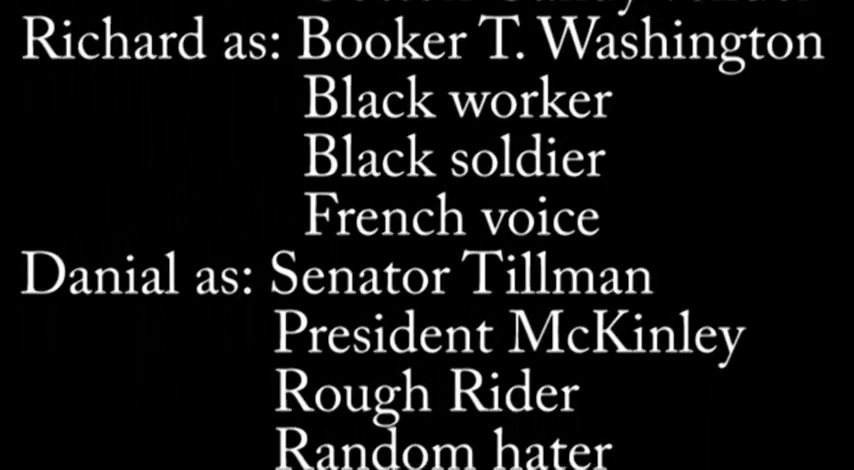 Richard as: Booker T. Washington
Black worker
Black soldier
French voice
Danial as: Senator Tillman
President McKinley
Rough Rider
Random hater